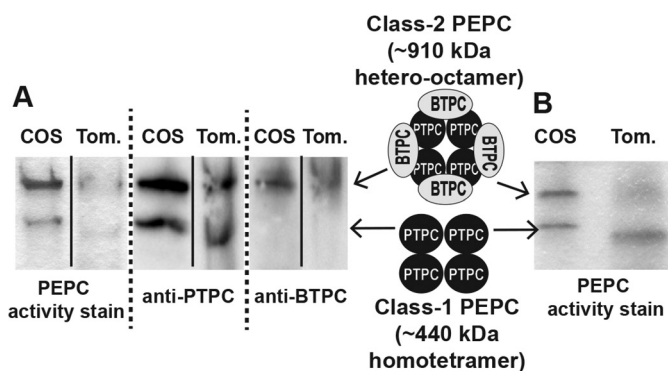 Class-2 PEPC
(~910 kDa
hetero-octamer)
A
COS Tom. COS Tom. COS Tom.
BTPC
PTPC PTPC
BTPC BTPC
PTPC PTPC
BTPC
B
COS Tom.
PTPC PTPC
PTPC PTPC
PEPC
activity stain
anti-PTPC
anti-BTPC
Class-1 PEPC
(~440 kDa
homotetramer)
PEPC
activity stain